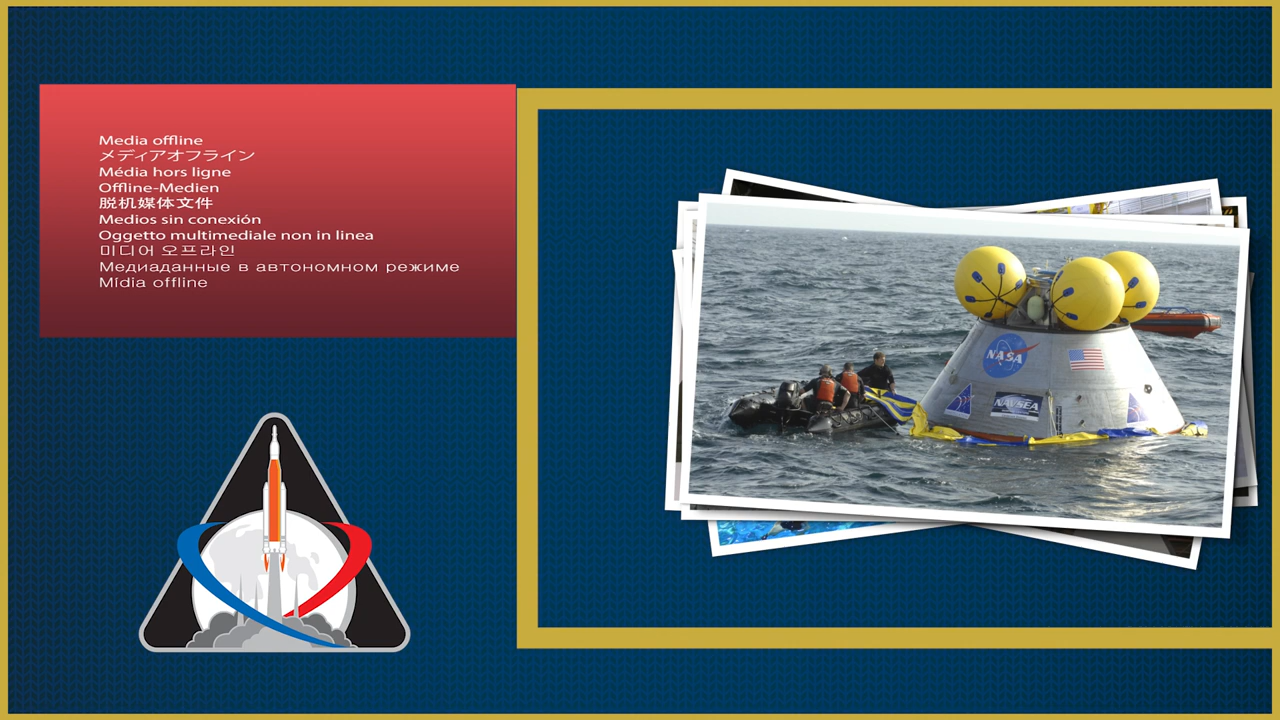 Media offline
メディアオフライン
Média hors ligne
Offline-Medien
脱机媒体文件
Medios sin conexión
Oggetto multimediale non in linea
미디어 오프라인
Медиаданные в автономном режиме
Mídia offline
NASA
NAVSEA